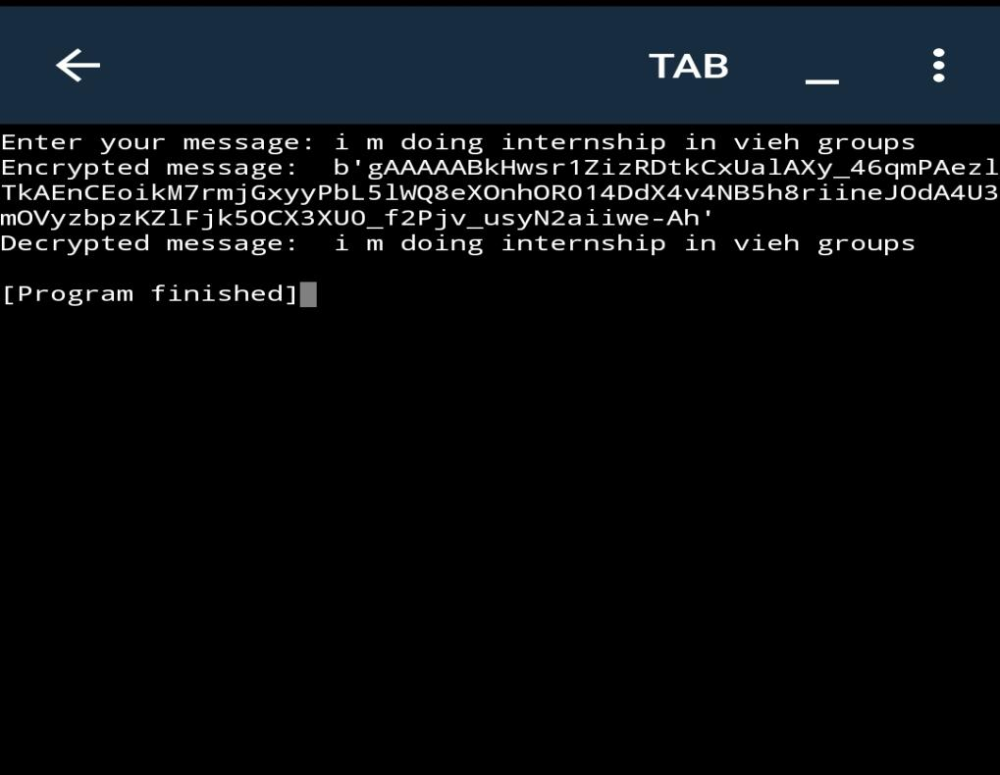 TAB _
Enter your message: i m doing internship in vieh groups
Encrypted message:  b'gAAAAABkHwsr1ZizRDtkCxUalAXy_46qmPAezl
TkAEnCEoikM7rmjGxyyPbL5lWQ8eXOnhOR014DdX4v4NB5h8riineJOdA4U3
mOVyzbpzKZlFjk5OCX3XU0_f2Pjv_usyN2aiiwe-Ah'
Decrypted message:  i m doing internship in vieh groups
[Program finished]